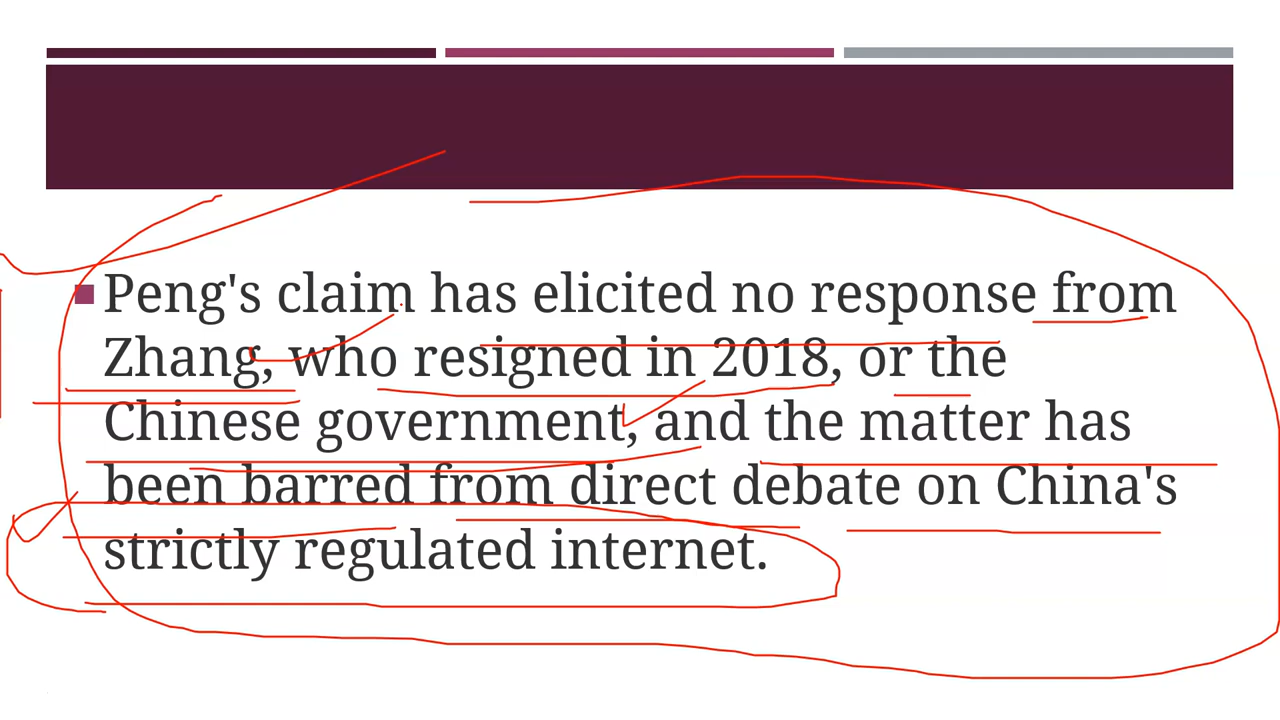 Peng's claim has elicited no response from
Zhang, who resigned in 2018, or the
Chinese government, and the matter has
been barred from direct debate on China's
strictly regulated internet.